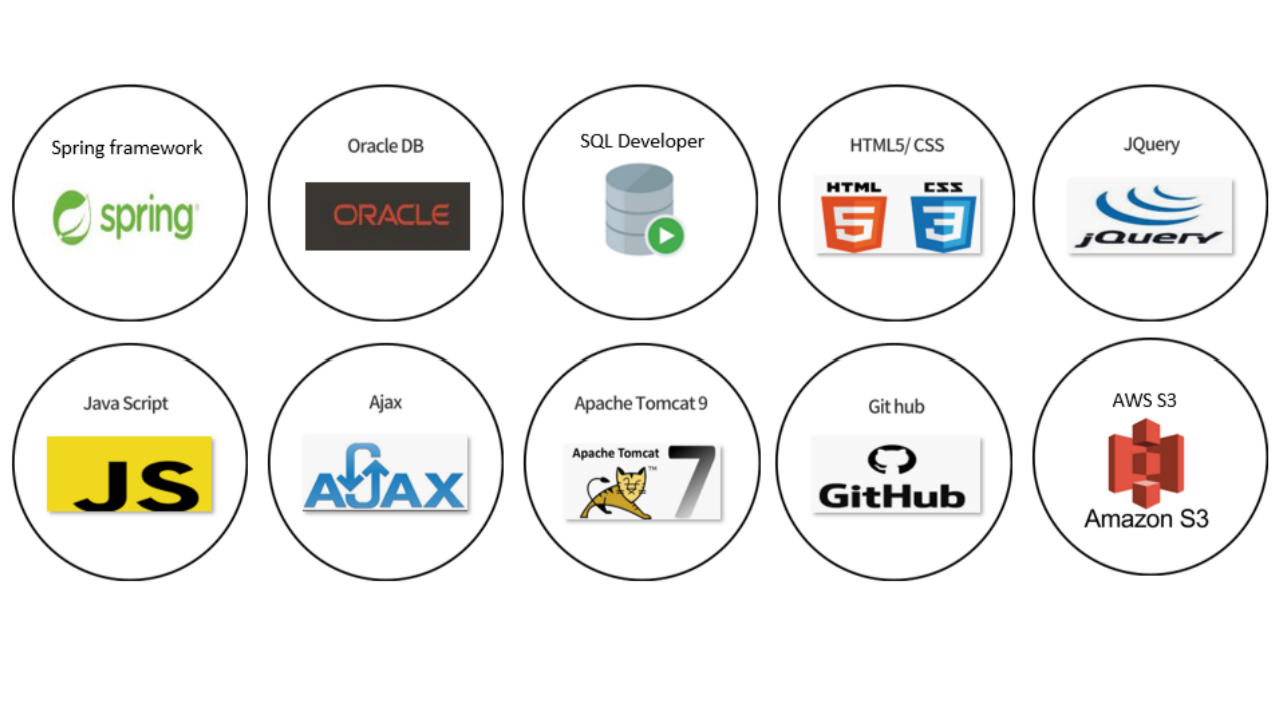 Spring framework
spring
Oracle DB
ORACLE
SQL Developer
HTML5/ CSS
HTML CSS
5 3
JQuery
jQuery
Java Script
JS
Ajax
AJAX
Apache Tomcat 9
Apache Tomcat 7
TM
Git hub
GitHub
AWS S3
Amazon S3